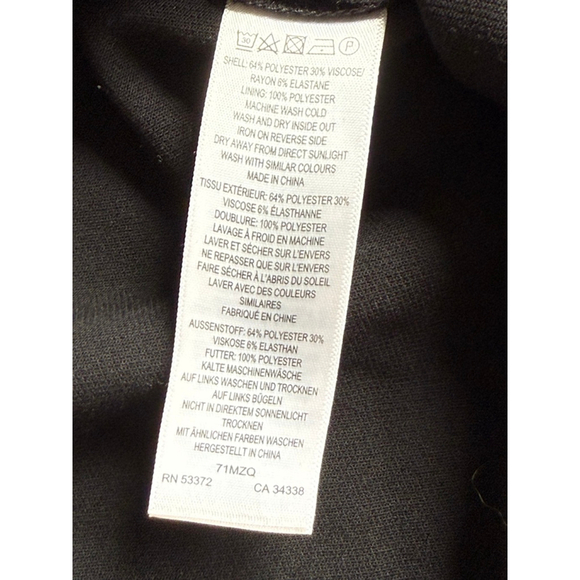 30 P
SHELL: 64% POLYESTER 30% VISCOSE/
RAYON 6% ELASTANE
LINING: 100% POLYESTER
MACHINE WASH COLD
WASH AND DRY INSIDE OUT
IRON ON REVERSE SIDE
DRY AWAY FROM DIRECT SUNLIGHT
WASH WITH SIMILAR COLOURS
MADE IN CHINA
TISSU EXTÉRIEUR: 64% POLYESTER 30%
VISCOSE 6% ÉLASTHANNE
DOUBLURE: 100% POLYESTER
LAVAGE À FROID EN MACHINE
LAVER ET SÉCHER SUR L'ENVERS
NE REPASSER QUE SUR L'ENVERS
FAIRE SÉCHER À L'ABRIS DU SOLEIL
LAVER AVEC DES COULEURS
SIMILAIRES
FABRIQUÉ EN CHINE
AUSSENSTOFF: 64% POLYESTER 30%
VISKOSE 6% ELASTHAN
FUTTER: 100% POLYESTER
KALTE MASCHINENWÄSCHE
AUF LINKS WASCHEN UND TROCKNEN
AUF LINKS BÜGELN
NICHT IN DIREKTEM SONNENLICHT
TROCKNEN
MIT ÄHNLICHEN FARBEN WASCHEN
HERGESTELLT IN CHINA
71MZQ
RN 53372 CA 34338